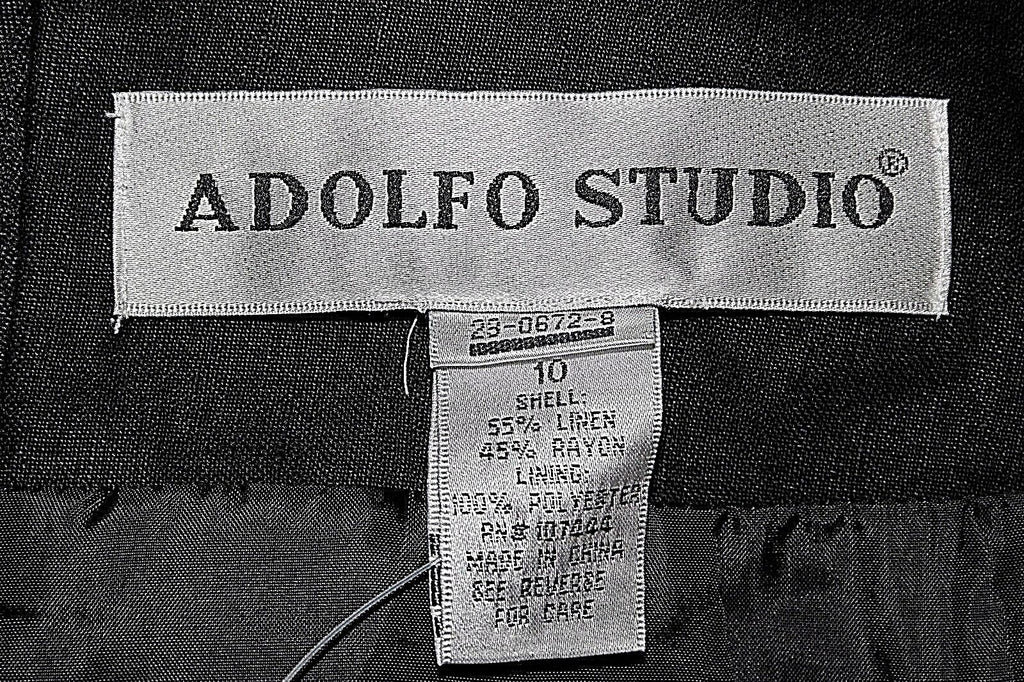 ADOLFO STUDIO®
23-0672-8
10
SHELL:
55% LINEN
45% RAYON
LINING:
100% POLYESTER
RN# 107444
MADE IN CHINA
SEE REVERSE
FOR CARE